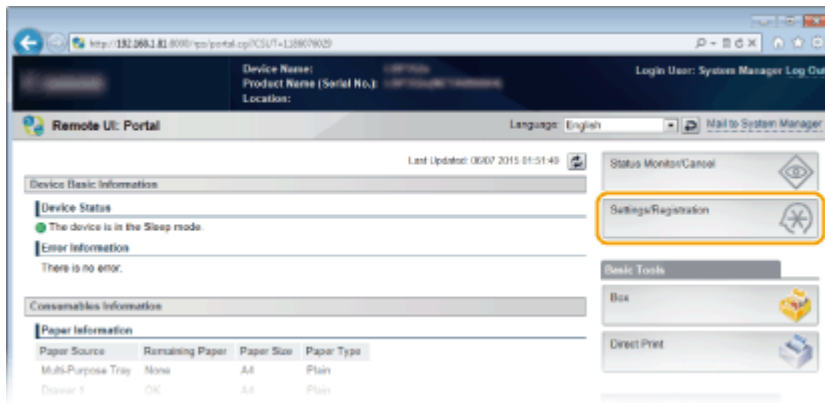 http://192.168.1.81:8000/rps/portal.cgi?CSUT=
Device Name:
Product Name (Serial No.):
Location:
Login User: System Manager Log Out
Remote UI: Portal
Language: English
Mail to System Manager
Last Updated: 06/07 2015 01:51:49
Device Basic Information
Device Status
The device is in the Sleep mode.
Error Information
There is no error.
Consumables Information
Paper Information
Paper Source Remaining Paper Paper Size Paper Type
Multi-Purpose Tray None A4 Plain
Drawer 1 OK A4 Plain
Status Monitor/Cancel
Settings/Registration
Basic Tools
Box
Direct Print